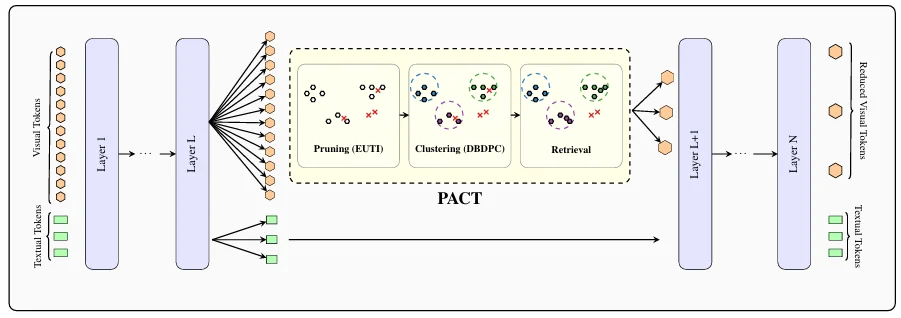 Visual Tokens
Textual Tokens
Layer 1
. . .
Layer L
Pruning (EUTI)
Clustering (DBDPC)
Retrieval
PACT
Layer L+1
. . .
Layer N
Reduced Visual Tokens
Textual Tokens